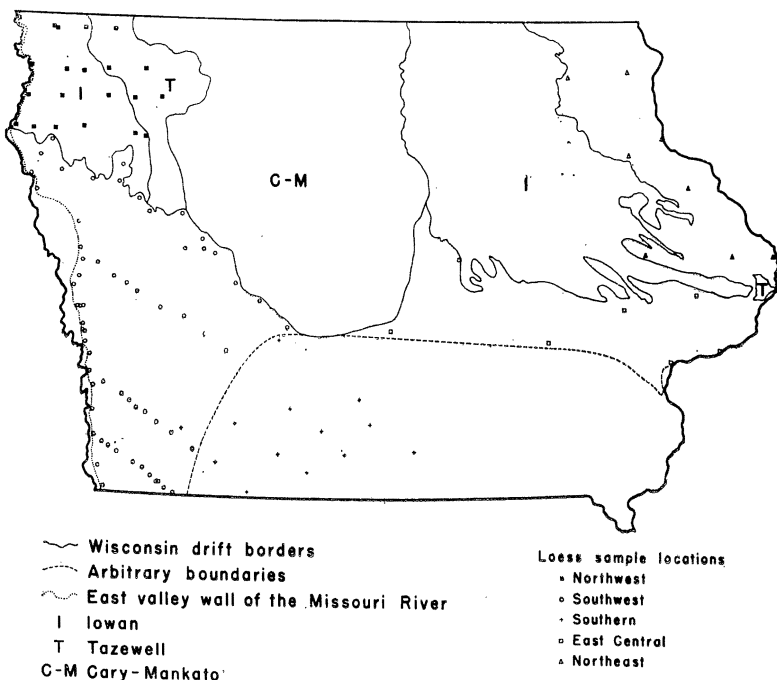 T
I
C-M
I
T
Wisconsin drift borders
Arbitrary boundaries
East valley wall of the Missouri River
I Iowan
T Tazewell
C-M Cary-Mankato
Loess sample locations
Northwest
Southwest
Southern
East Central
Northeast